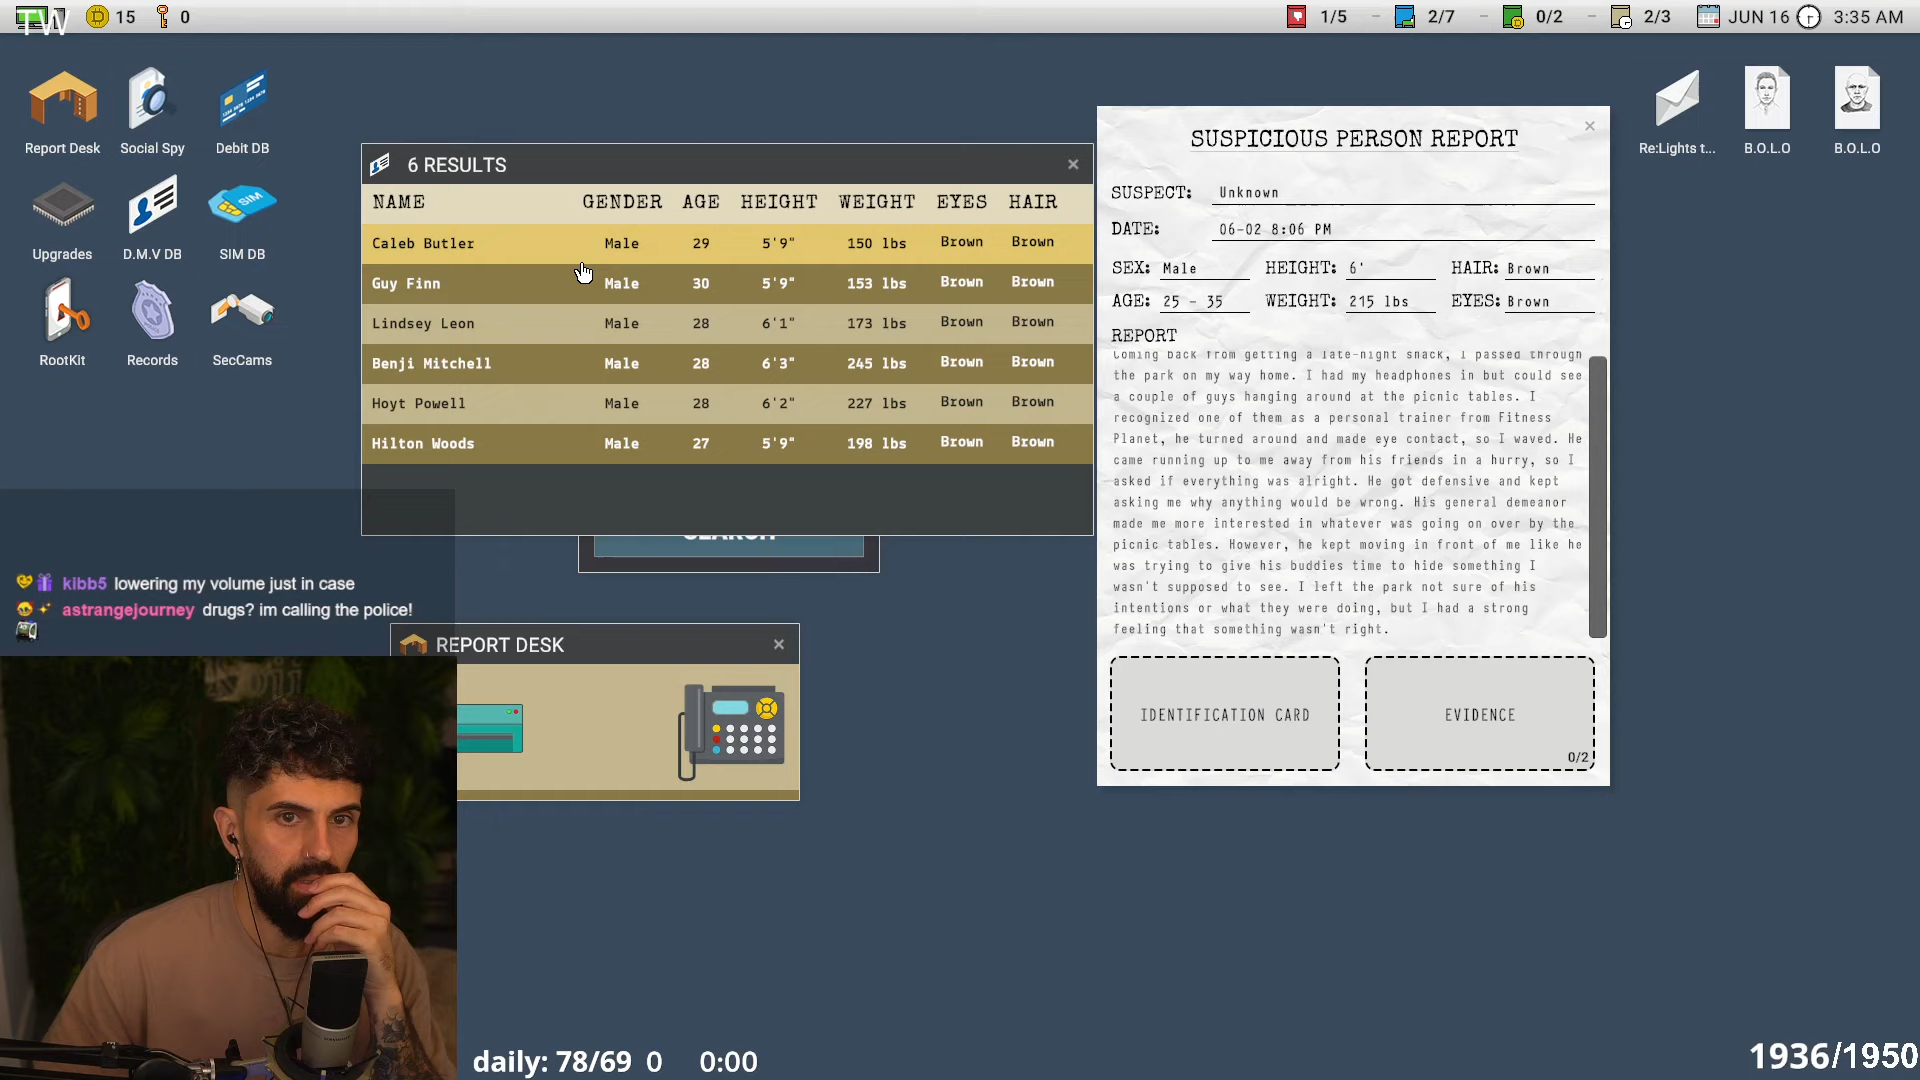 TW 15 0 1/5 - 2/7 - 0/2 - 2/3 JUN 16 3:35 AM
Report Desk Social Spy Debit DB
Upgrades D.M.V DB SIM DB
RootKit Records SecCams
Re:Lights t... B.O.L.O B.O.L.O
6 RESULTS ×
NAME GENDER AGE HEIGHT WEIGHT EYES HAIR
Caleb Butler Male 29 5'9" 150 lbs Brown Brown
Guy Finn Male 30 5'9" 153 lbs Brown Brown
Lindsey Leon Male 28 6'1" 173 lbs Brown Brown
Benji Mitchell Male 28 6'3" 245 lbs Brown Brown
Hoyt Powell Male 28 6'2" 227 lbs Brown Brown
Hilton Woods Male 27 5'9" 198 lbs Brown Brown
SEARCH
SUSPICIOUS PERSON REPORT ×
SUSPECT: Unknown
DATE: 06-02 8:06 PM
SEX: Male HEIGHT: 6' HAIR: Brown
AGE: 25 - 35 WEIGHT: 215 lbs EYES: Brown
REPORT
Coming back from getting a late-night snack, I passed through
the park on my way home. I had my headphones in but could see
a couple of guys hanging around at the picnic tables. I
recognized one of them as a personal trainer from Fitness
Planet, he turned around and made eye contact, so I waved. He
came running up to me away from his friends in a hurry, so I
asked if everything was alright. He got defensive and kept
asking me why anything would be wrong. His general demeanor
made me more interested in whatever was going on over by the
picnic tables. However, he kept moving in front of me like he
was trying to give his buddies time to hide something I
wasn't supposed to see. I left the park not sure of his
intentions or what they were doing, but I had a strong
feeling that something wasn't right.
IDENTIFICATION CARD
EVIDENCE
0/2
kibb5 lowering my volume just in case
astrangejourney drugs? im calling the police!
REPORT DESK ×
daily: 78/69 0 0:00
1936/1950